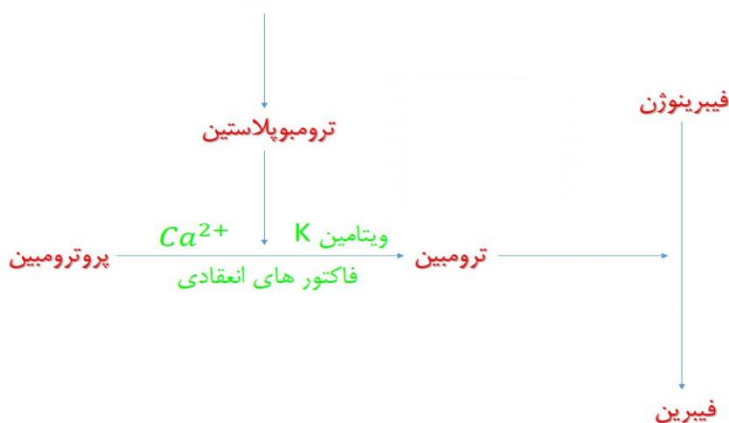 فیبرینوژن
ترومبوپلاستین
Ca²⁺
ویتامین K
پروترومبین
ترومبین
فاکتور های انعقادی
فیبرین